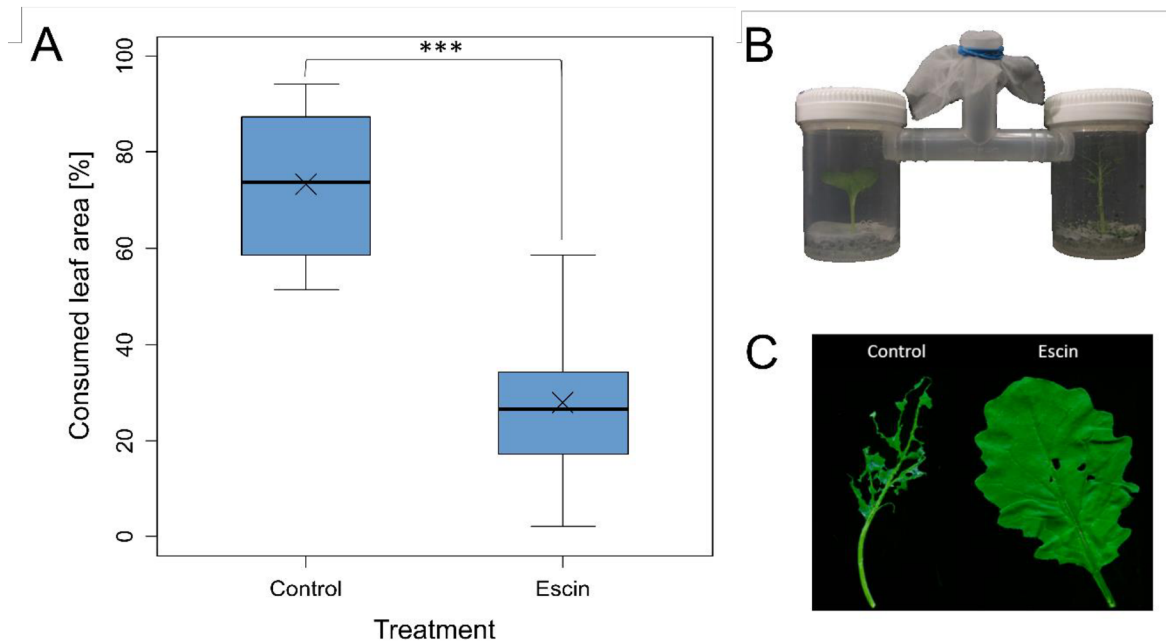 A
***
100
80
60
40
20
0
Consumed leaf area [%]
Control
Escin
Treatment
B
C
Control
Escin